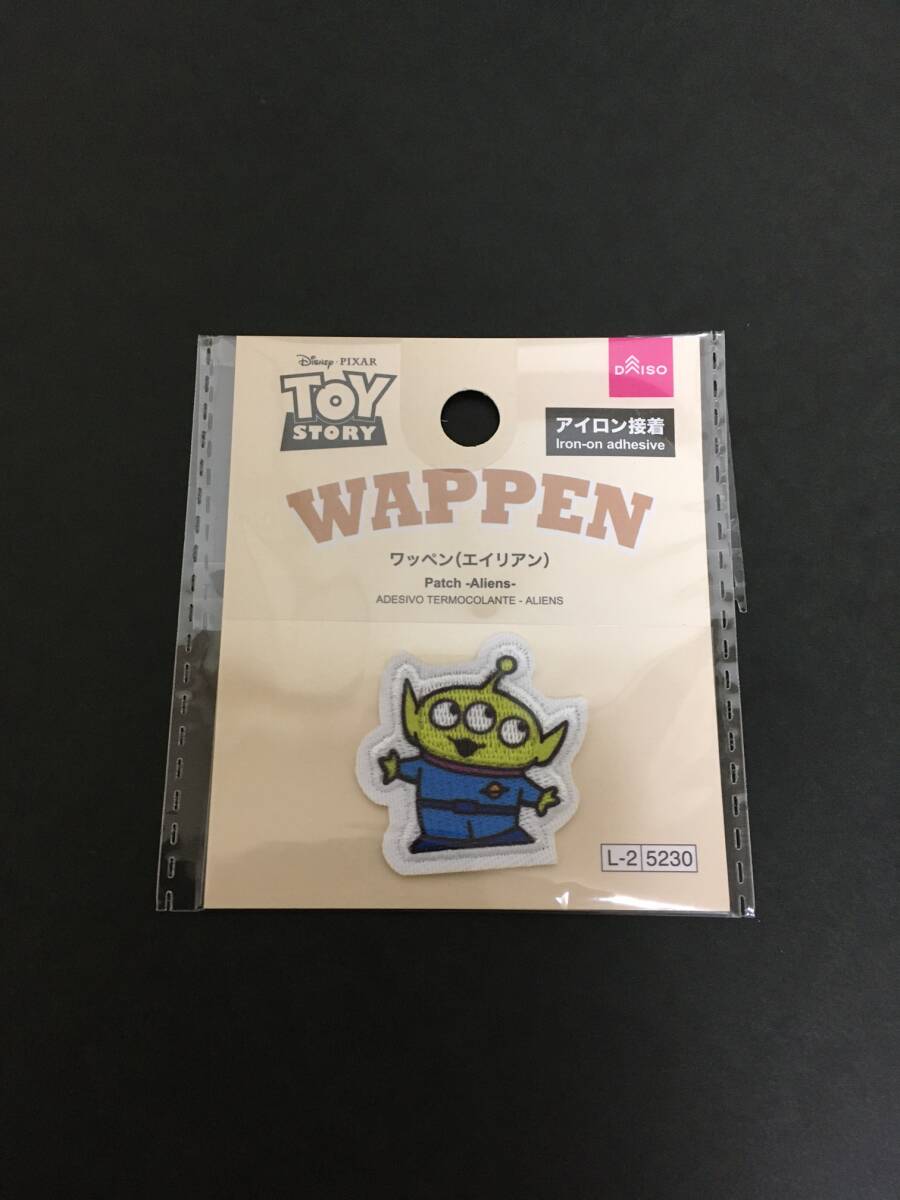 Disney · PIXAR
TOY
STORY
DAISO
アイロン接着
Iron-on adhesive
WAPPEN
ワッペン(エイリアン)
Patch -Aliens-
ADESIVO TERMOCOLANTE - ALIENS
L-2 5230